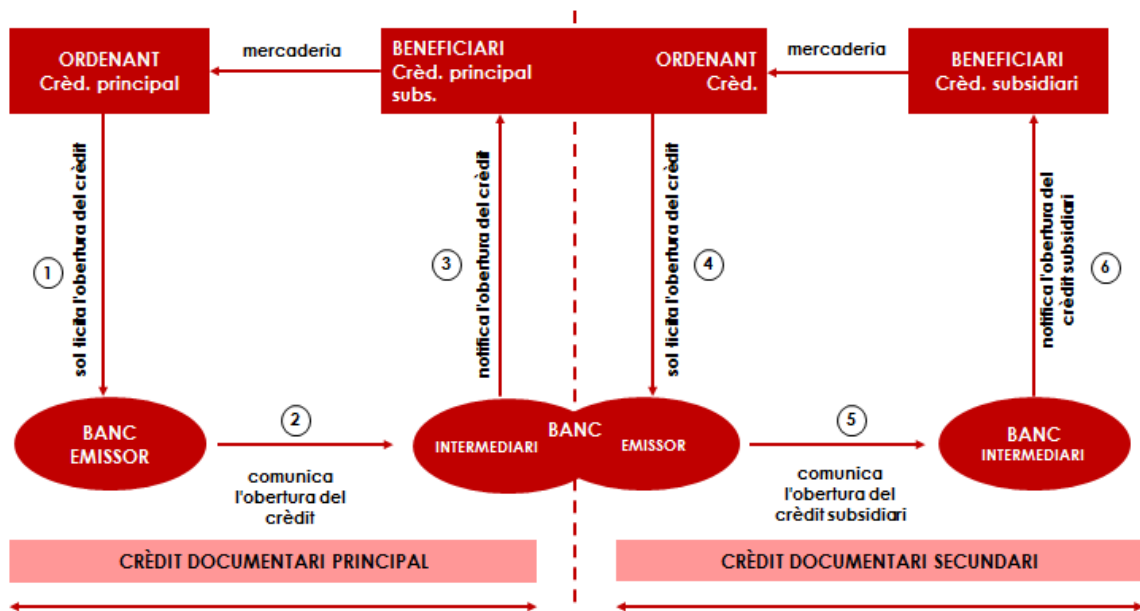 ORDENANT
Crèd. principal
mercaderia
BENEFICIARI
Crèd. principal
subs.
ORDENANT
Crèd.
mercaderia
BENEFICIARI
Crèd. subsidiari
1
sol·licita l'obertura del crèdit
3
notifica l'obertura del crèdit
sol·licita l'obertura del crèdit
4
notifica l'obertura del
crèdit subsidiari
6
BANC
EMISSOR
2
comunica
l'obertura del
crèdit
INTERMEDIARI
BANC
EMISSOR
5
comunica
l'obertura del
crèdit subsidiari
BANC
INTERMEDIARI
CRÈDIT DOCUMENTARI PRINCIPAL
CRÈDIT DOCUMENTARI SECUNDARI